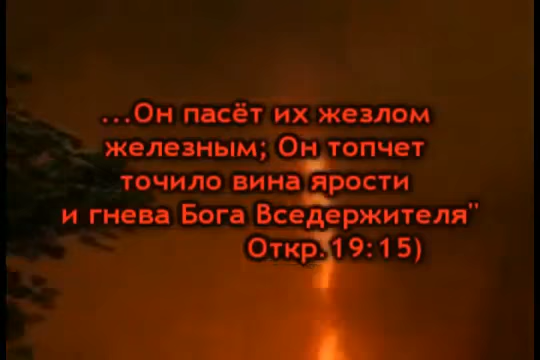 ...Он пасёт их жезлом
железным; Он топчет
точило вина ярости
и гнева Бога Вседержителя"
Откр.19:15)